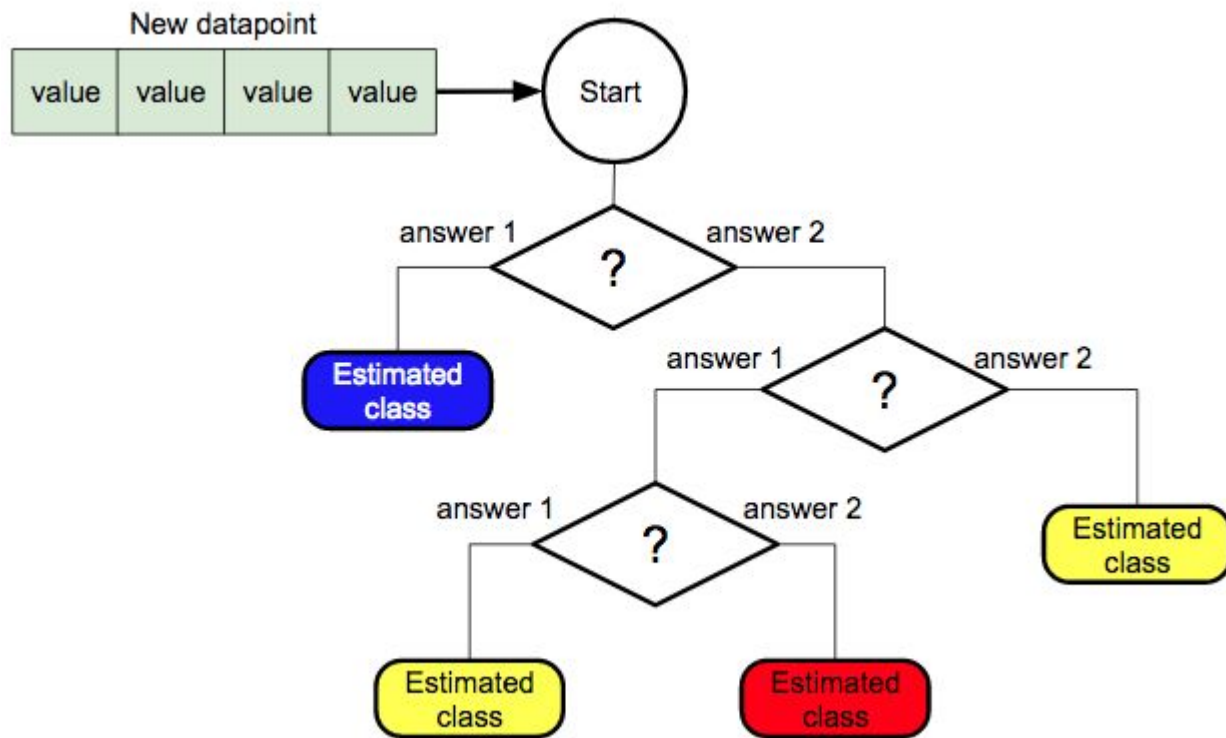 New datapoint
value value value value
Start
answer 1
answer 2
?
answer 1
answer 2
Estimated
class
?
answer 1
answer 2
?
Estimated
class
Estimated
class
Estimated
class